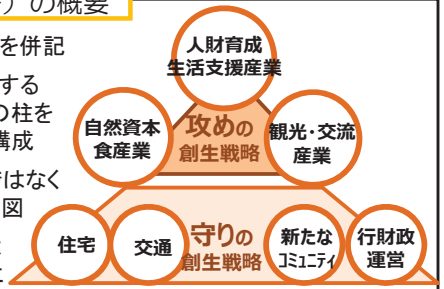 ）の概要
を併記
する
の柱を
構成
ではなく
図
人財育成
生活支援産業
自然資本
食産業
攻めの
創生戦略
観光・交流
産業
住宅
交通
守りの
創生戦略
新たな
コミュニティ
行財政
運営